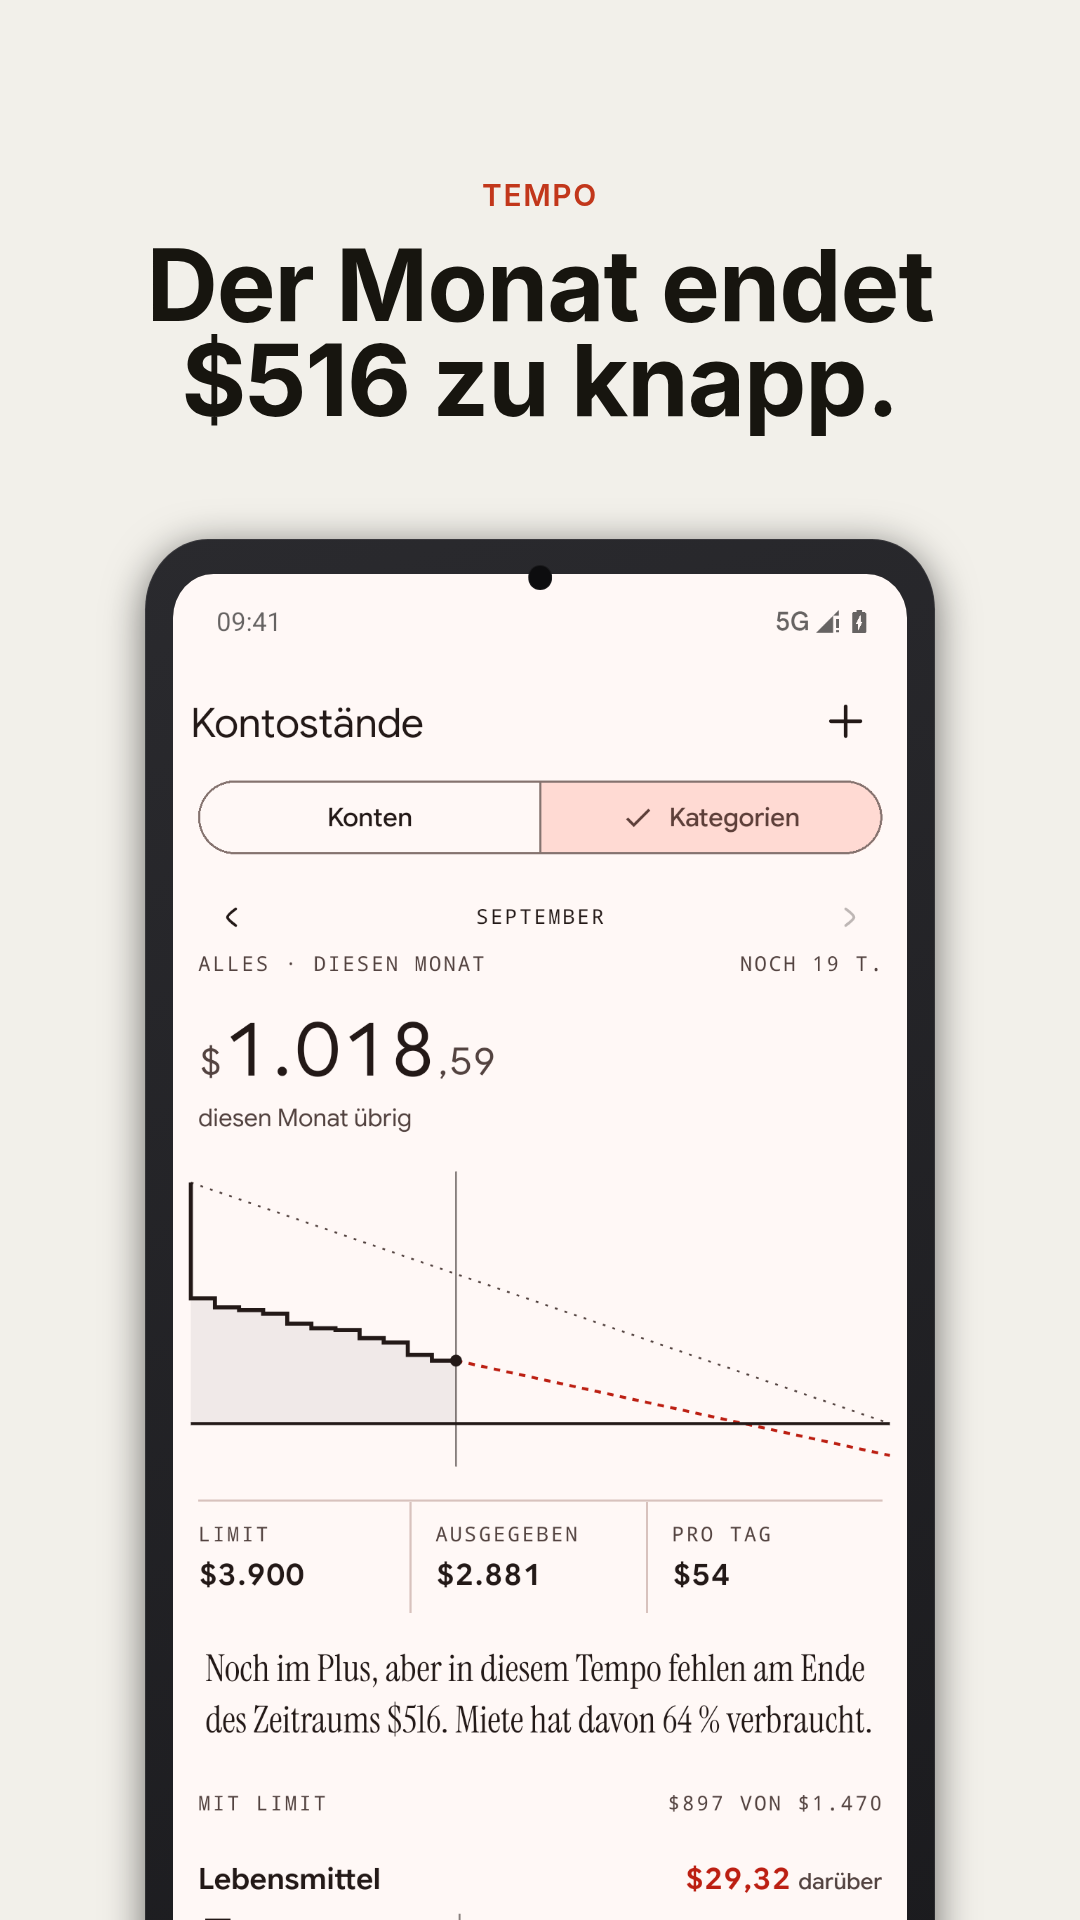 TEMPO
Der Monat endet
$516 zu knapp.
09:41
5G
Kontostände
Konten
Kategorien
SEPTEMBER
ALLES · DIESEN MONAT
NOCH 19 T.
$1.018,59
diesen Monat übrig
LIMIT
AUSGEGEBEN
PRO TAG
$3.900
$2.881
$54
Noch im Plus, aber in diesem Tempo fehlen am Ende
des Zeitraums $516. Miete hat davon 64 % verbraucht.
MIT LIMIT
$897 VON $1.470
Lebensmittel
$29,32 darüber